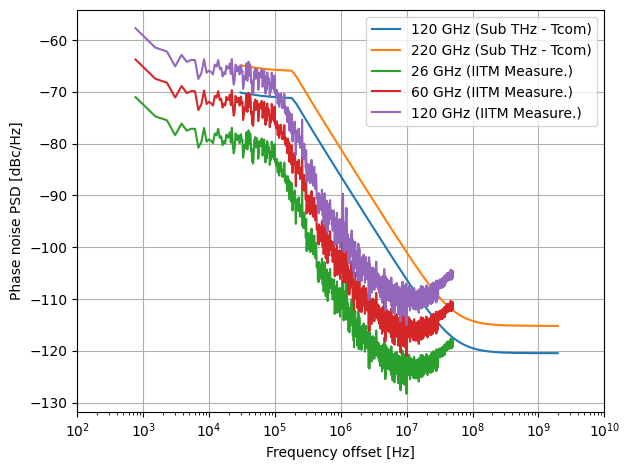 Phase noise PSD [dBc/Hz]
−60
−70
−80
−90
−100
−110
−120
−130
120 GHz (Sub THz - Tcom)
220 GHz (Sub THz - Tcom)
26 GHz (IITM Measure.)
60 GHz (IITM Measure.)
120 GHz (IITM Measure.)
10² 10³ 10⁴ 10⁵ 10⁶ 10⁷ 10⁸ 10⁹ 10¹⁰
Frequency offset [Hz]